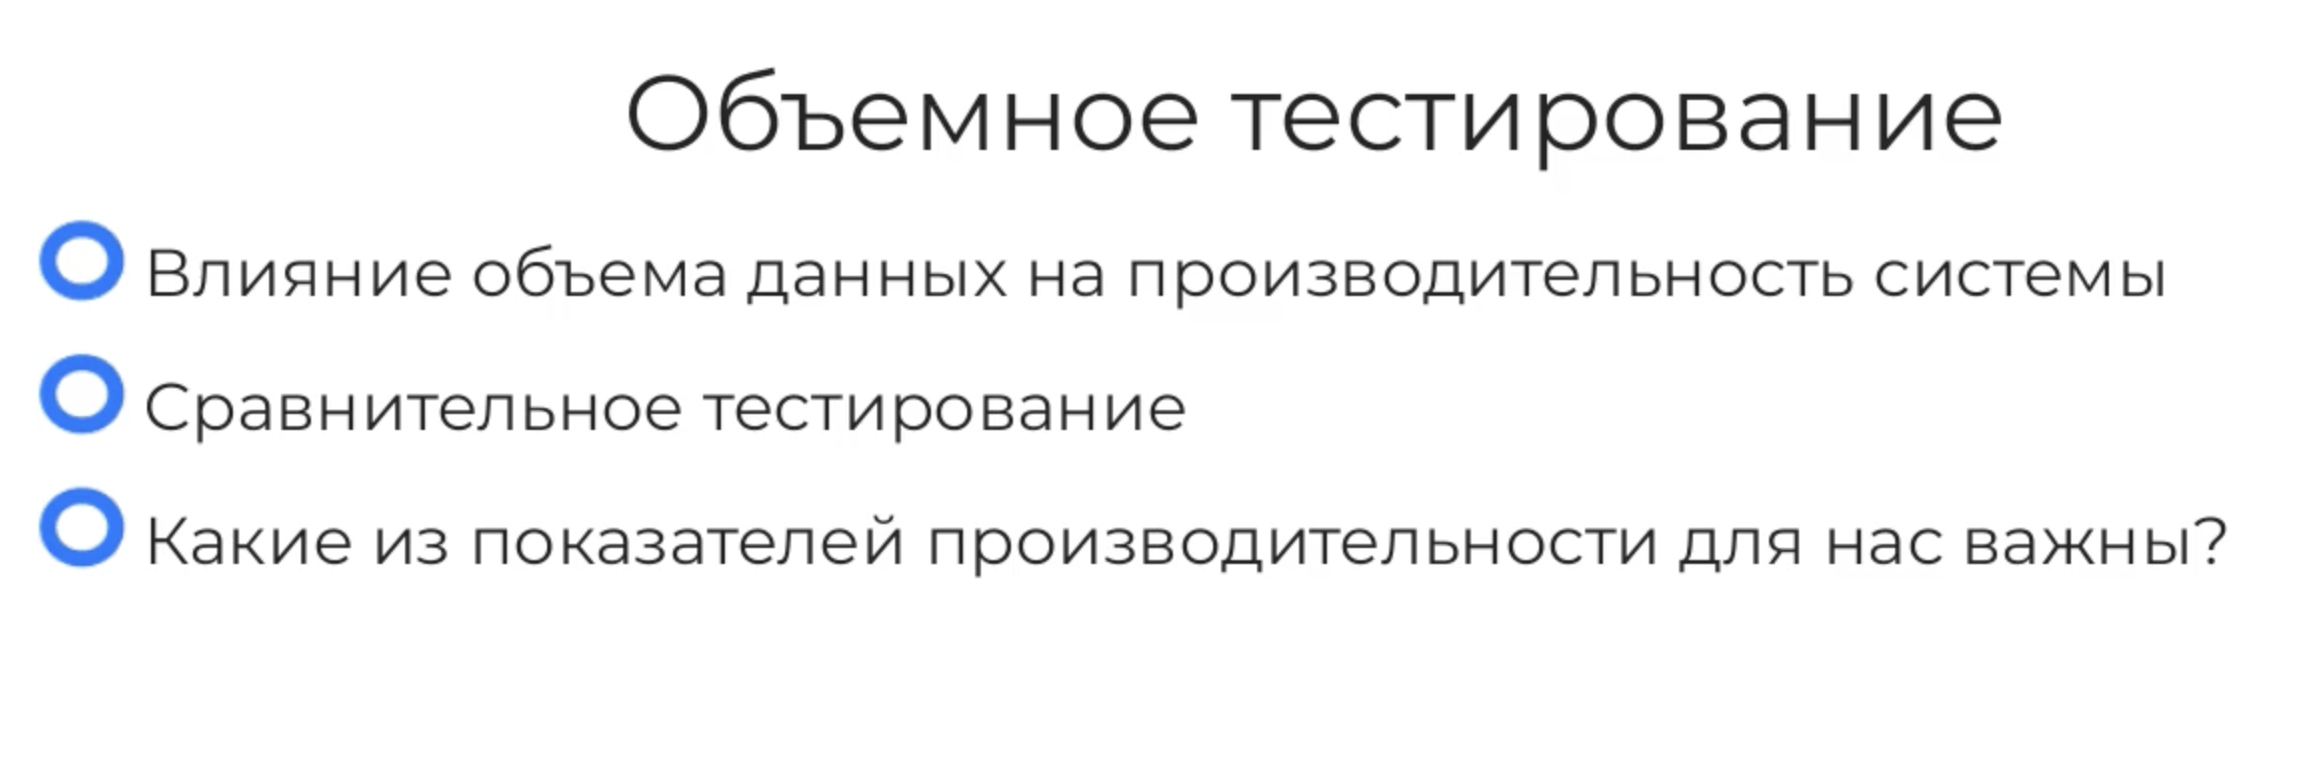 Объемное тестирование
Влияние объема данных на производительность системы
Сравнительное тестирование
Какие из показателей производительности для нас важны?